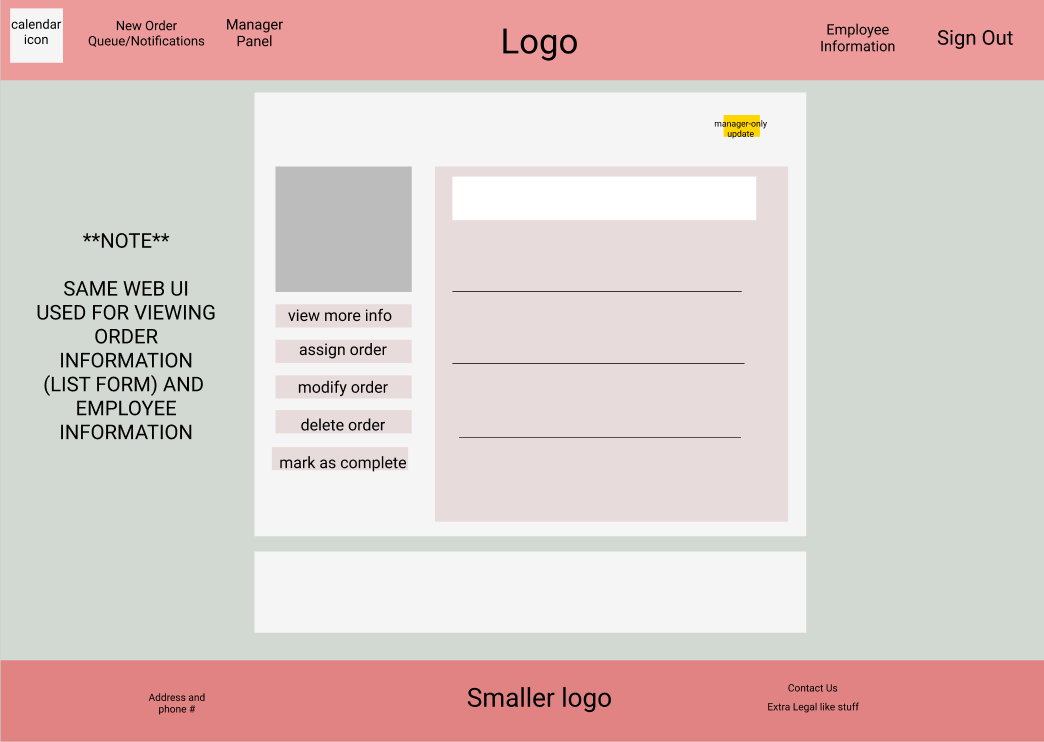 calendar
icon
New Order
Queue/Notifications
Manager
Panel
Logo
Employee
Information
Sign Out
manager-only
update
**NOTE**
SAME WEB UI
USED FOR VIEWING
ORDER
INFORMATION
(LIST FORM) AND
EMPLOYEE
INFORMATION
view more info
assign order
modify order
delete order
mark as complete
Address and
phone #
Smaller logo
Contact Us
Extra Legal like stuff